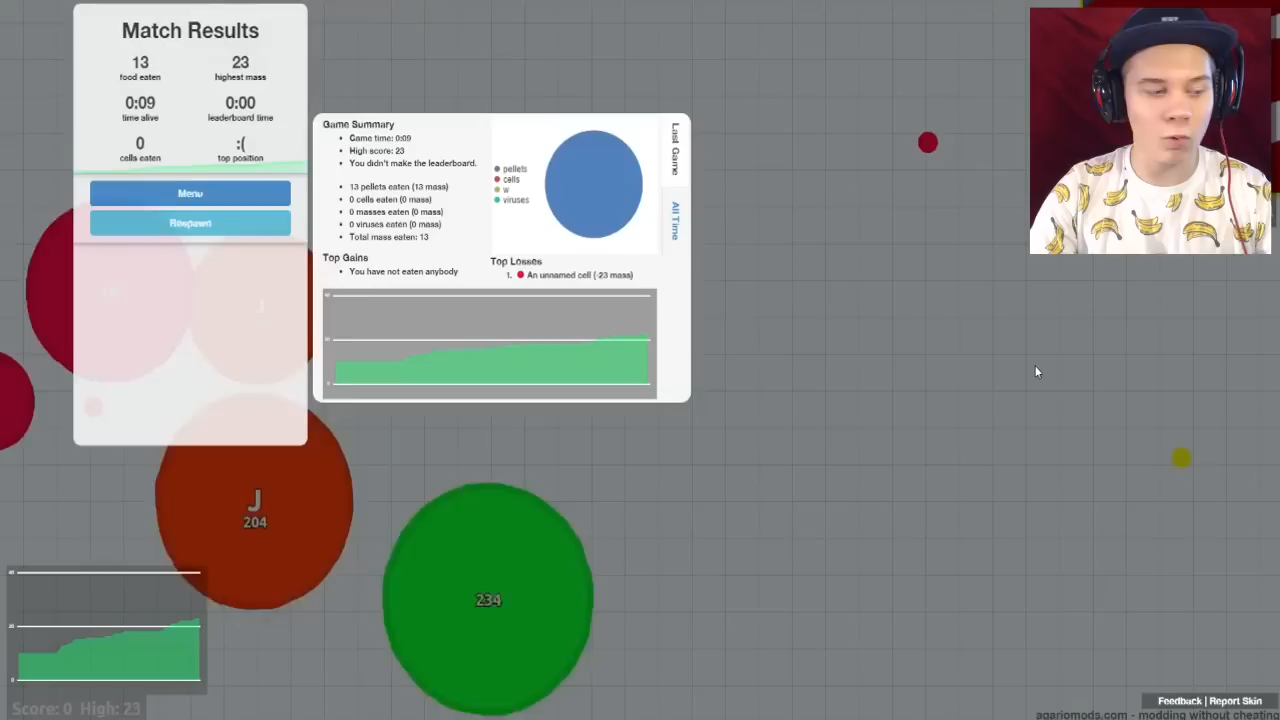 Match Results
13
food eaten
23
highest mass
0:09
time alive
0:00
leaderboard time
0
cells eaten
:(
top position
Menu
Respawn
Game Summary
Game time: 0:09
High score: 23
You didn't make the leaderboard.
13 pellets eaten (13 mass)
0 cells eaten (0 mass)
0 masses eaten (0 mass)
0 viruses eaten (0 mass)
Total mass eaten: 13
pellets
cells
w
viruses
Last Game
All Time
Top Gains
You have not eaten anybody
Top Losses
1. An unnamed cell (-23 mass)
J
J
204
234
Score: 0 High: 23
Feedback | Report Skin
agariomods.com - modding without cheating